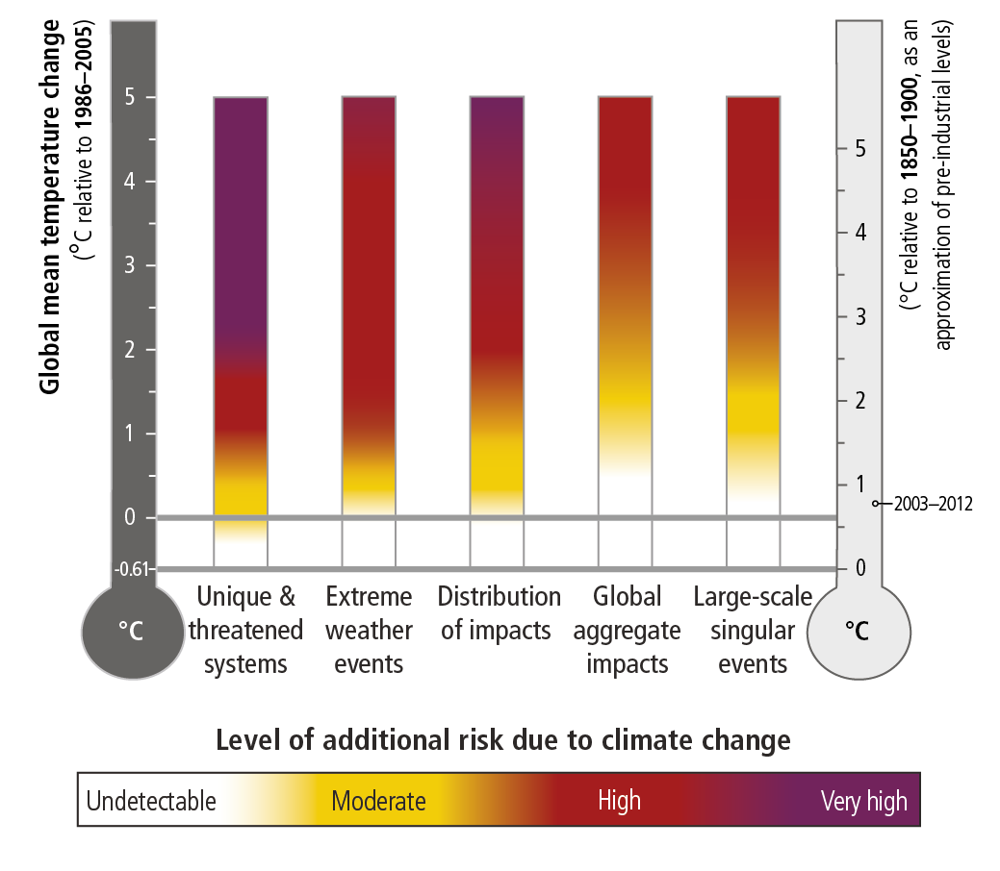 Global mean temperature change
(°C relative to 1986–2005)
5
4
3
2
1
0
-0.61
°C
(°C relative to 1850–1900, as an
approximation of pre-industrial levels)
5
4
3
2
1
0
2003–2012
°C
Unique &
threatened
systems
Extreme
weather
events
Distribution
of impacts
Global
aggregate
impacts
Large-scale
singular
events
Level of additional risk due to climate change
Undetectable
Moderate
High
Very high